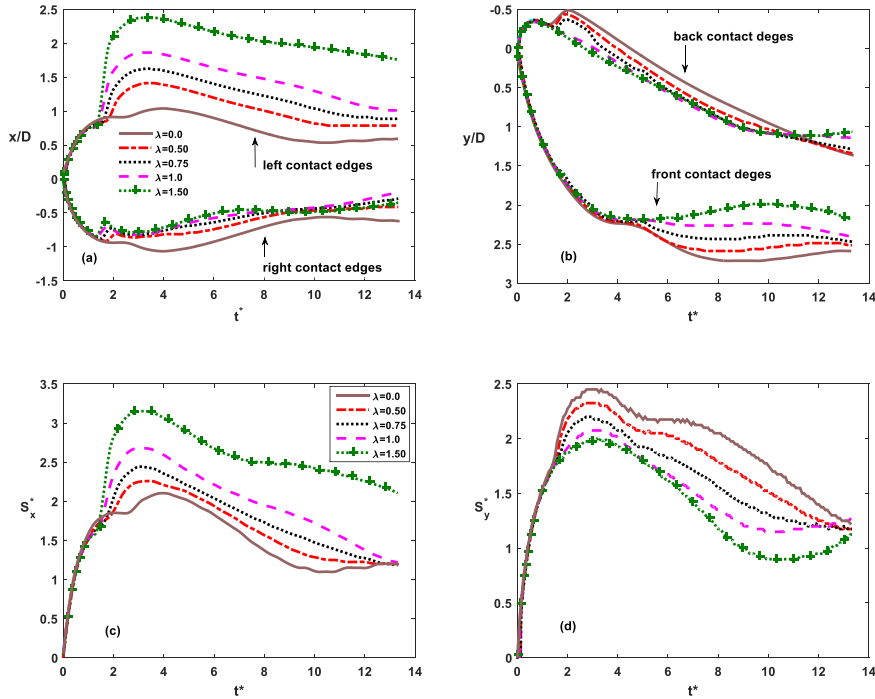 2.5
2
1.5
1
0.5
0
-0.5
-1
-1.5
x/D
λ=0.0
λ=0.50
λ=0.75
λ=1.0
λ=1.50
left contact edges
right contact edges
(a)
0 2 4 6 8 10 12 14
t*
-0.5
0
0.5
1
1.5
2
2.5
3
y/D
back contact deges
front contact deges
(b)
0 2 4 6 8 10 12 14
t*
3.5
3
2.5
2
1.5
1
0.5
0
S*x
λ=0.0
λ=0.50
λ=0.75
λ=1.0
λ=1.50
(c)
0 2 4 6 8 10 12 14
t*
2.5
2
1.5
1
0.5
0
S*y
(d)
0 2 4 6 8 10 12 14
t*